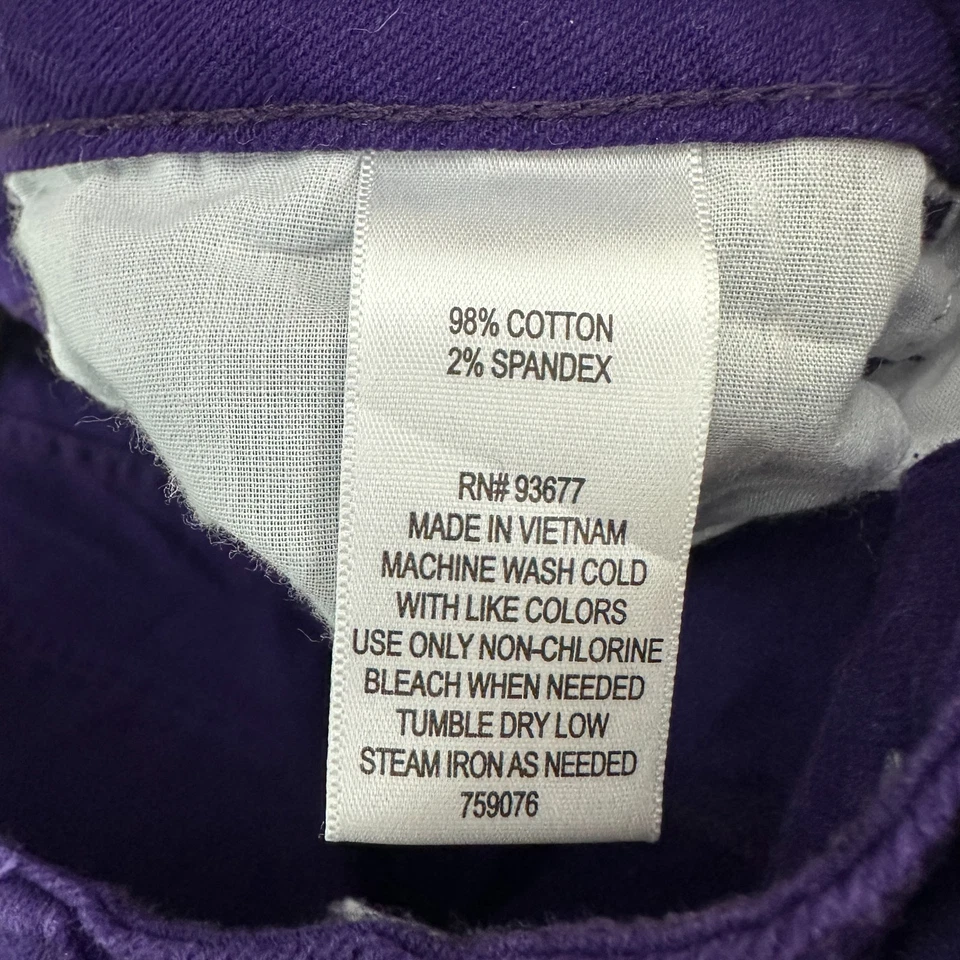 98% COTTON
2% SPANDEX
RN# 93677
MADE IN VIETNAM
MACHINE WASH COLD
WITH LIKE COLORS
USE ONLY NON-CHLORINE
BLEACH WHEN NEEDED
TUMBLE DRY LOW
STEAM IRON AS NEEDED
759076